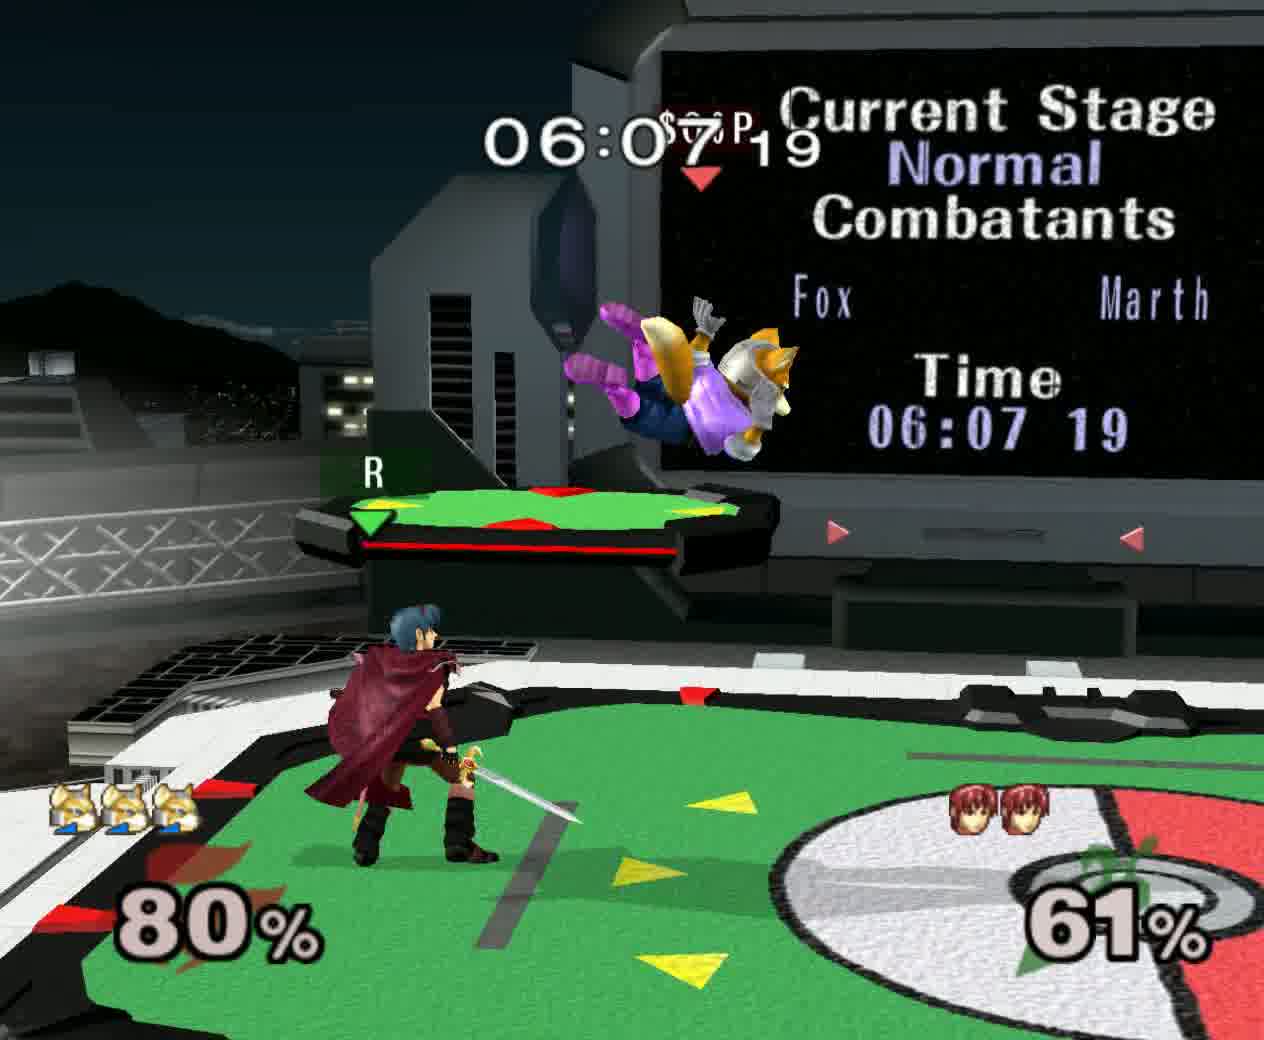 06:07 19
Current Stage
Normal
Combatants
Fox Marth
Time
06:07 19
R
80%
61%